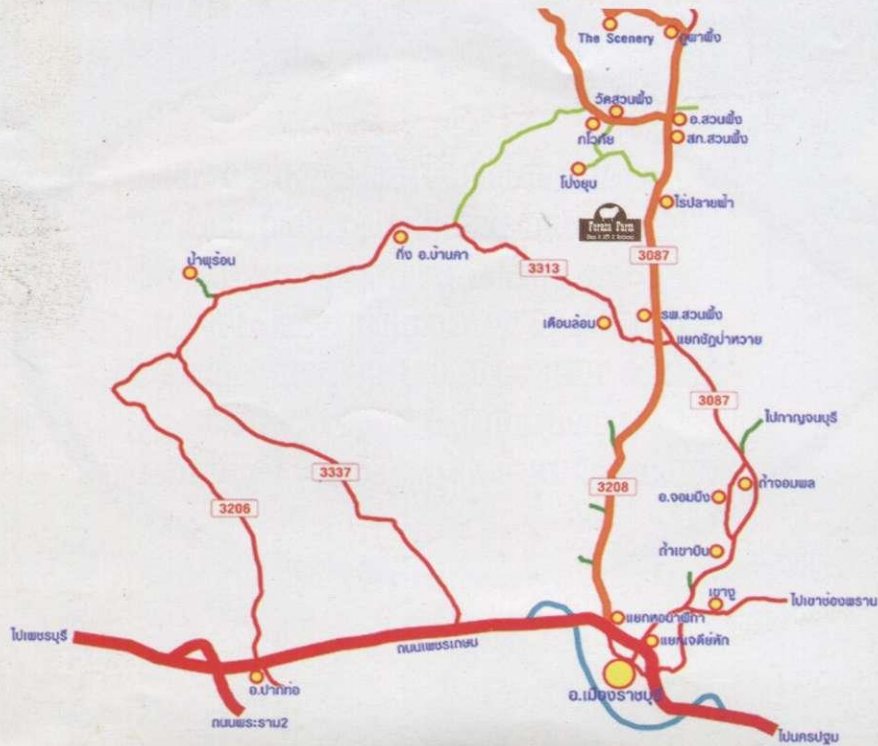 The Scenery
ภูผาผึ้ง
วัดสวนผึ้ง
อ.สวนผึ้ง
กโวทัย
สภ.สวนผึ้ง
โป่งยุบ
ไร่ปลายฟ้า
3087
น้ำพุร้อน
กิ่ง อ.บ้านคา
3313
รพ.สวนผึ้ง
เดือนล้อม
แยกชัฏป่าหวาย
3087
ไปกาญจนบุรี
3337
3208
ถ้ำจอมพล
อ.จอมบึง
3206
ถ้ำเขาบิน
เขางู
ไปเขาช่องพราน
แยกหอนาฬิกา
ไปเพชรบุรี
แยกเจดีย์หัก
ถนนเพชรเกษม
อ.ปากท่อ
อ.เมืองราชบุรี
ถนนพระราม2
ไปนครปฐม